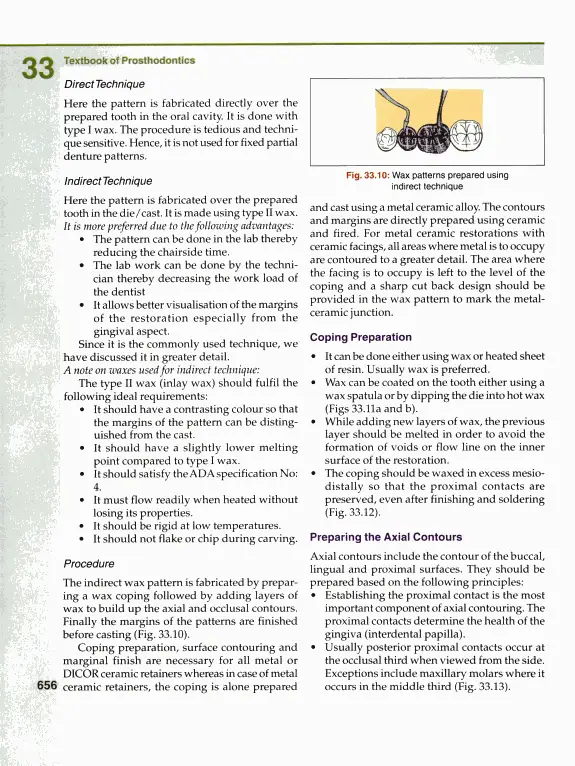 33
Textbook of Prosthodontics
Direct Technique
Here the pattern is fabricated directly over the
prepared tooth in the oral cavity. It is done with
type I wax. The procedure is tedious and techni-
que sensitive. Hence, it is not used for fixed partial
denture patterns.
Indirect Technique
Here the pattern is fabricated over the prepared
tooth in the die/cast. It is made using type II wax.
It is more preferred due to the following advantages:
• The pattern can be done in the lab thereby
reducing the chairside time.
• The lab work can be done by the techni-
cian thereby decreasing the work load of
the dentist
• It allows better visualisation of the margins
of the restoration especially from the
gingival aspect.
Since it is the commonly used technique, we
have discussed it in greater detail.
A note on waxes used for indirect technique:
The type II wax (inlay wax) should fulfil the
following ideal requirements:
• It should have a contrasting colour so that
the margins of the pattern can be disting-
uished from the cast.
• It should have a slightly lower melting
point compared to type I wax.
• It should satisfy the ADA specification No:
4.
• It must flow readily when heated without
losing its properties.
• It should be rigid at low temperatures.
• It should not flake or chip during carving.
Procedure
The indirect wax pattern is fabricated by prepar-
ing a wax coping followed by adding layers of
wax to build up the axial and occlusal contours.
Finally the margins of the patterns are finished
before casting (Fig. 33.10).
Coping preparation, surface contouring and
marginal finish are necessary for all metal or
DICOR ceramic retainers whereas in case of metal
ceramic retainers, the coping is alone prepared
656
Fig. 33.10: Wax patterns prepared using
indirect technique
and cast using a metal ceramic alloy. The contours
and margins are directly prepared using ceramic
and fired. For metal ceramic restorations with
ceramic facings, all areas where metal is to occupy
are contoured to a greater detail. The area where
the facing is to occupy is left to the level of the
coping and a sharp cut back design should be
provided in the wax pattern to mark the metal-
ceramic junction.
Coping Preparation
• It can be done either using wax or heated sheet
of resin. Usually wax is preferred.
• Wax can be coated on the tooth either using a
wax spatula or by dipping the die into hot wax
(Figs 33.11a and b).
• While adding new layers of wax, the previous
layer should be melted in order to avoid the
formation of voids or flow line on the inner
surface of the restoration.
• The coping should be waxed in excess mesio-
distally so that the proximal contacts are
preserved, even after finishing and soldering
(Fig. 33.12).
Preparing the Axial Contours
Axial contours include the contour of the buccal,
lingual and proximal surfaces. They should be
prepared based on the following principles:
• Establishing the proximal contact is the most
important component of axial contouring. The
proximal contacts determine the health of the
gingiva (interdental papilla).
• Usually posterior proximal contacts occur at
the occlusal third when viewed from the side.
Exceptions include maxillary molars where it
occurs in the middle third (Fig. 33.13).